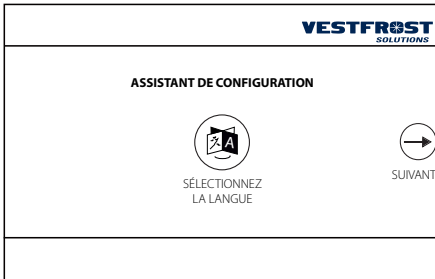 VESTFROST
SOLUTIONS
ASSISTANT DE CONFIGURATION
SÉLECTIONNEZ
LA LANGUE
SUIVANT